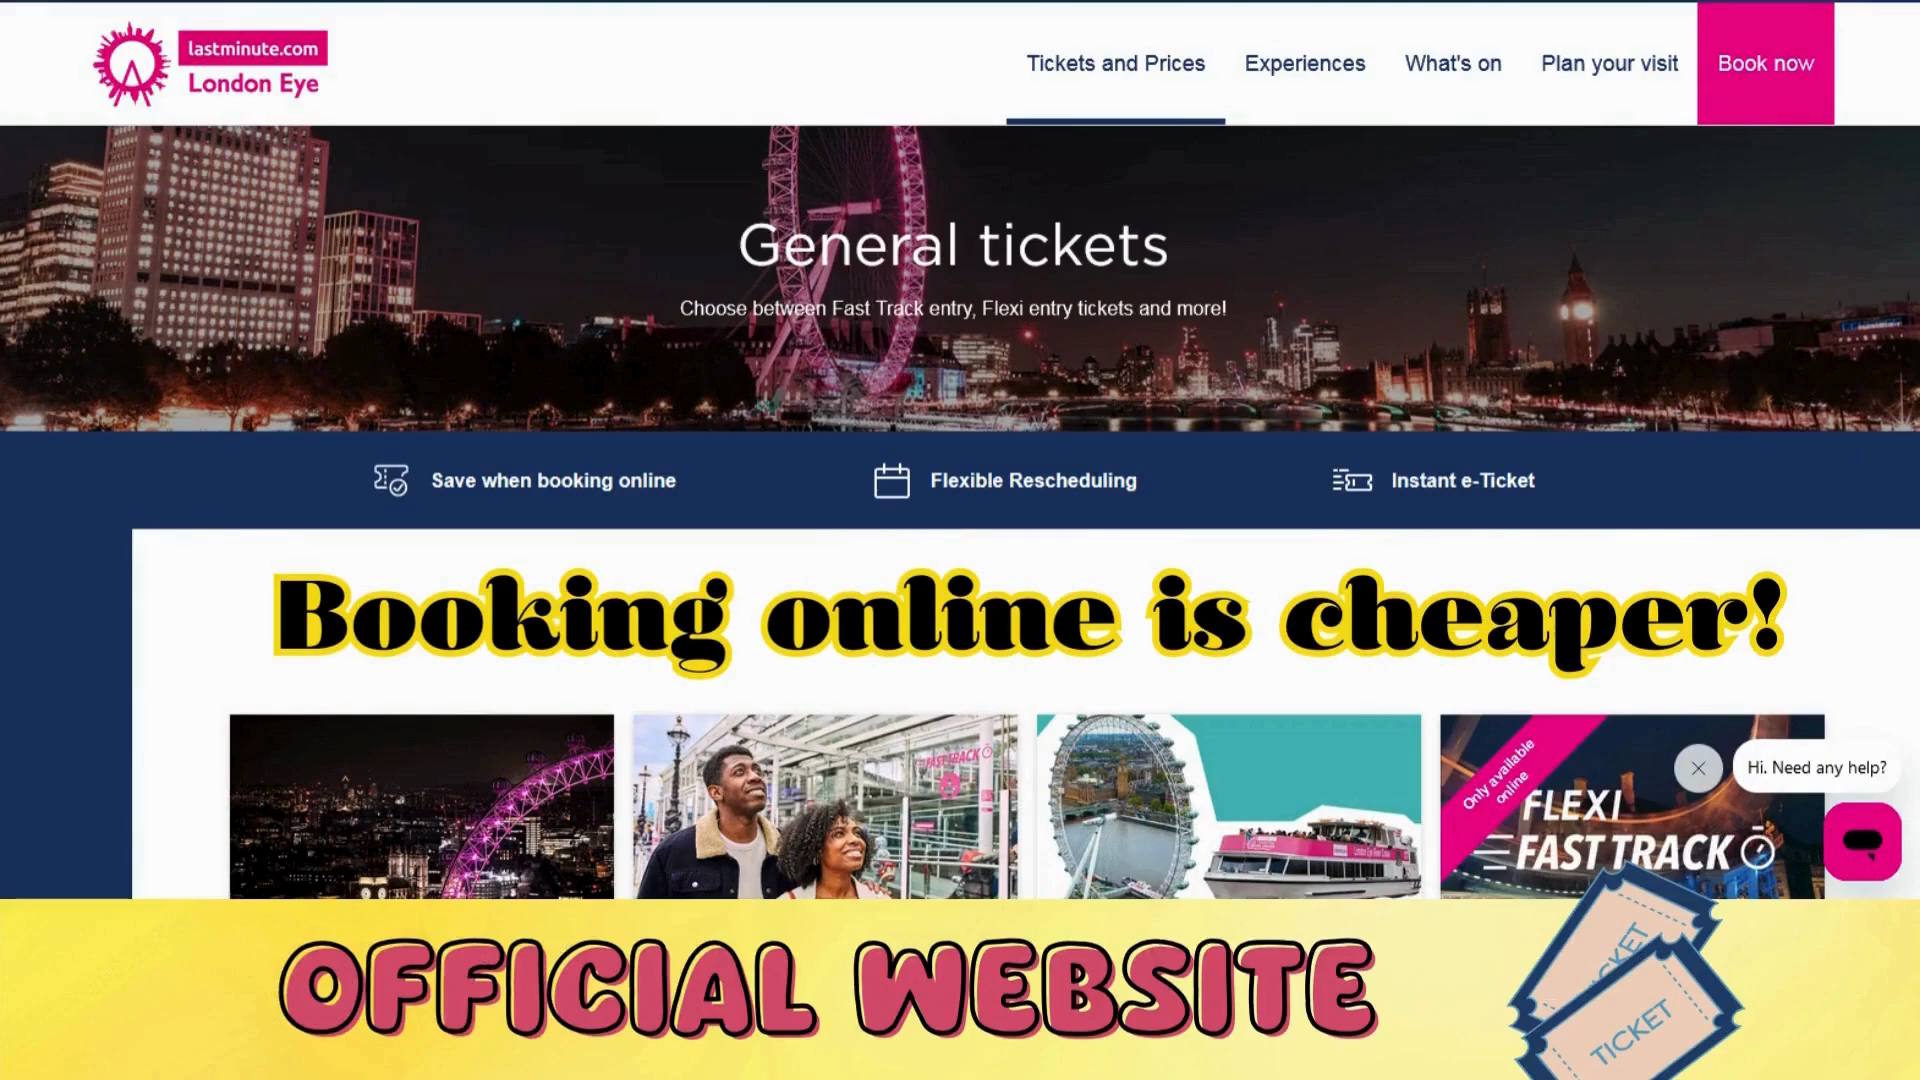 lastminute.com
London Eye
Tickets and Prices
Experiences
What's on
Plan your visit
Book now
General tickets
Choose between Fast Track entry, Flexi entry tickets and more!
Save when booking online
Flexible Rescheduling
Instant e-Ticket
Booking online is cheaper!
FAST TRACK
Only available
online
FLEXI
FAST TRACK
Hi. Need any help?
OFFICIAL WEBSITE
TICKET